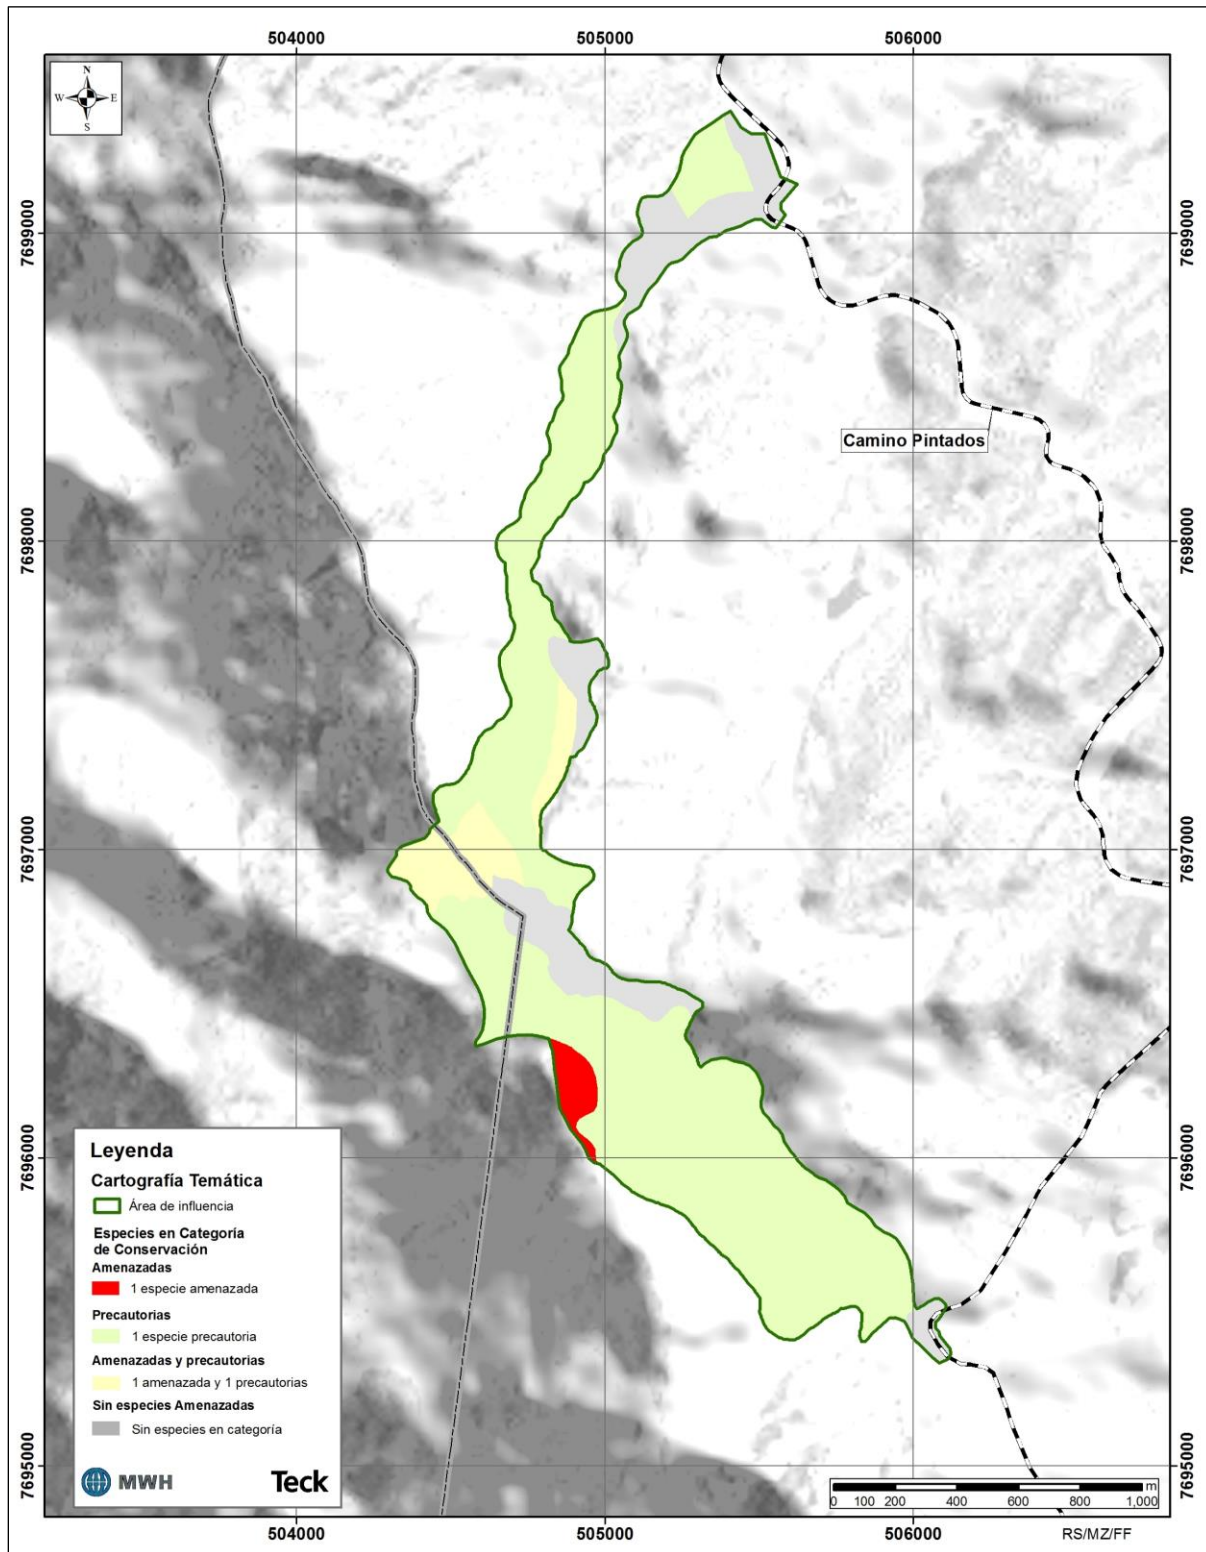 504000 505000 506000
N
W E
S
7699000 7699000
Camino Pintados
7698000 7698000
7697000 7697000
7696000 7696000
Leyenda
Cartografía Temática
Área de influencia
Especies en Categoría
de Conservación
Amenazadas
1 especie amenazada
Precautorias
1 especie precautoria
Amenazadas y precautorias
1 amenazada y 1 precautorias
Sin especies Amenazadas
Sin especies en categoría
MWH Teck
7695000 7695000
m
0 100 200 400 600 800 1,000
504000 505000 506000
RS/MZ/FF